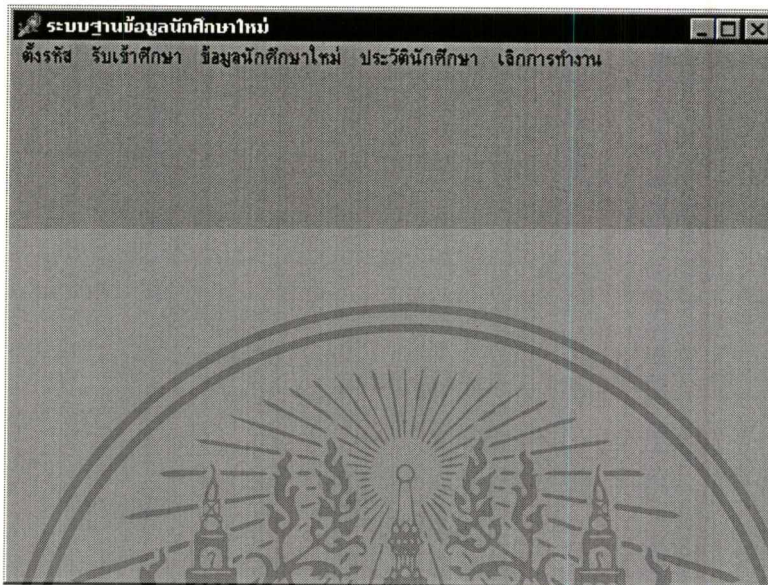 ระบบฐานข้อมูลนักศึกษาใหม่
ตั้งรหัส รับเข้าศึกษา ข้อมูลนักศึกษาใหม่ ประวัตินักศึกษา เลิกการทำงาน